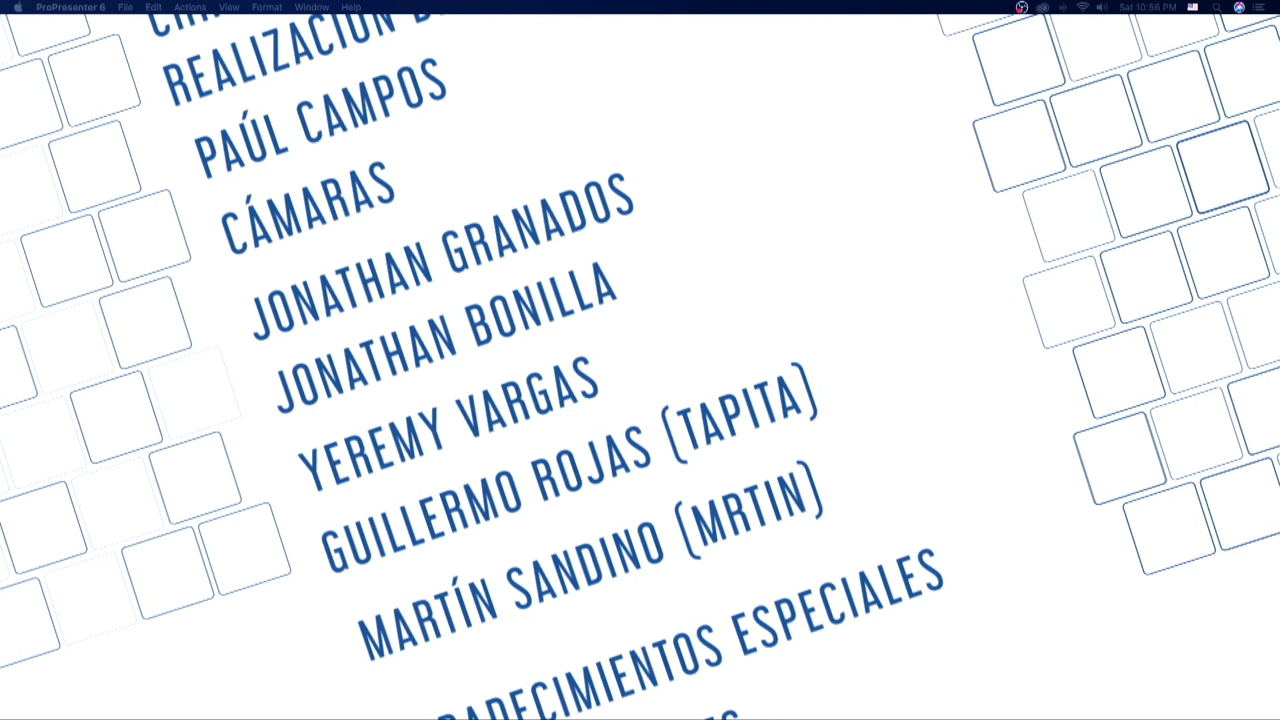 ProPresenter 6 File Edit Actions View Format Window Help Sat 10:56 PM
REALIZACIÓN
PAÚL CAMPOS
CÁMARAS
JONATHAN GRANADOS
JONATHAN BONILLA
YEREMY VARGAS
GUILLERMO ROJAS (TAPITA)
MARTÍN SANDINO (MRTIN)
ESPECIALES